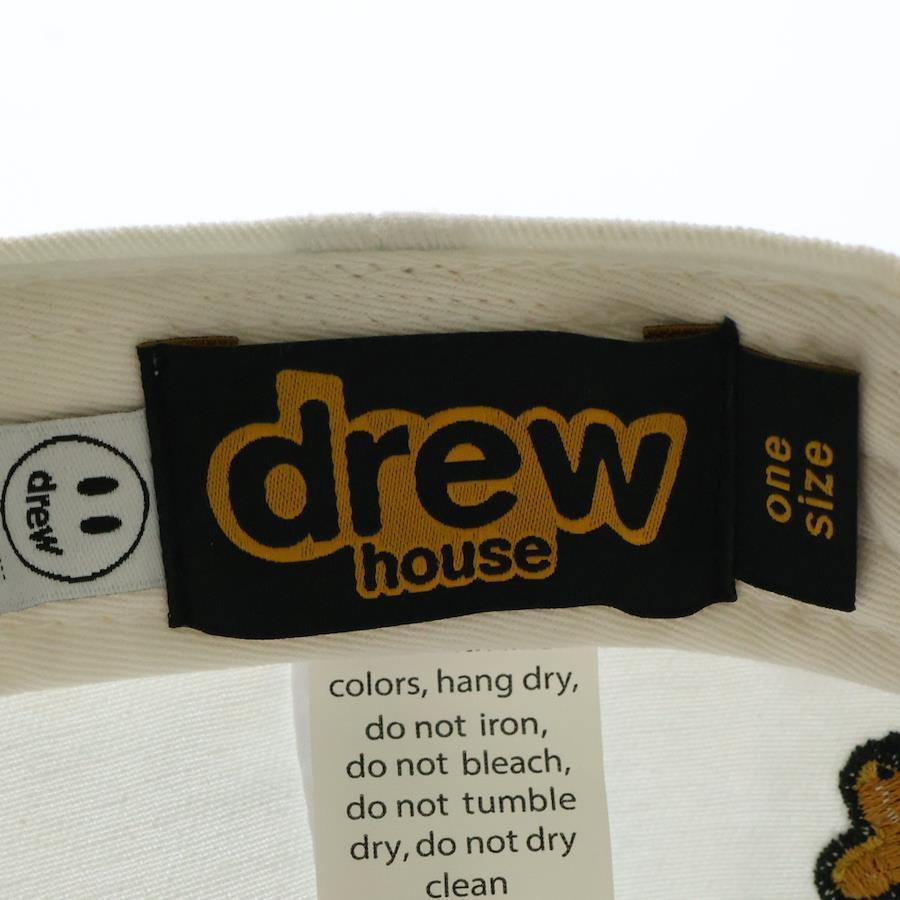 drew
drew
house
one
size
colors, hang dry,
do not iron,
do not bleach,
do not tumble
dry, do not dry
clean